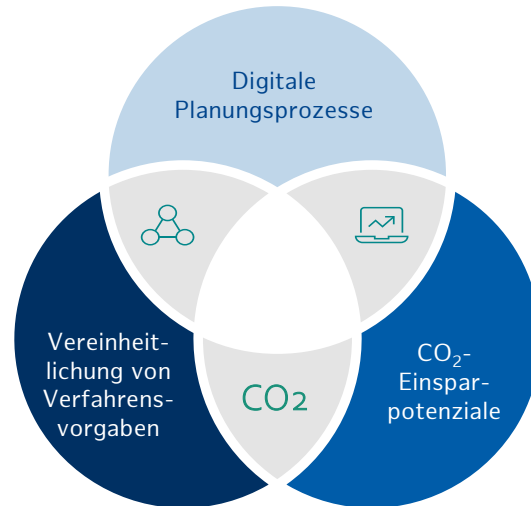 Digitale
Planungsprozesse
Vereinheit-
lichung von
Verfahrens-
vorgaben
CO2
CO₂-
Einspar-
potenziale